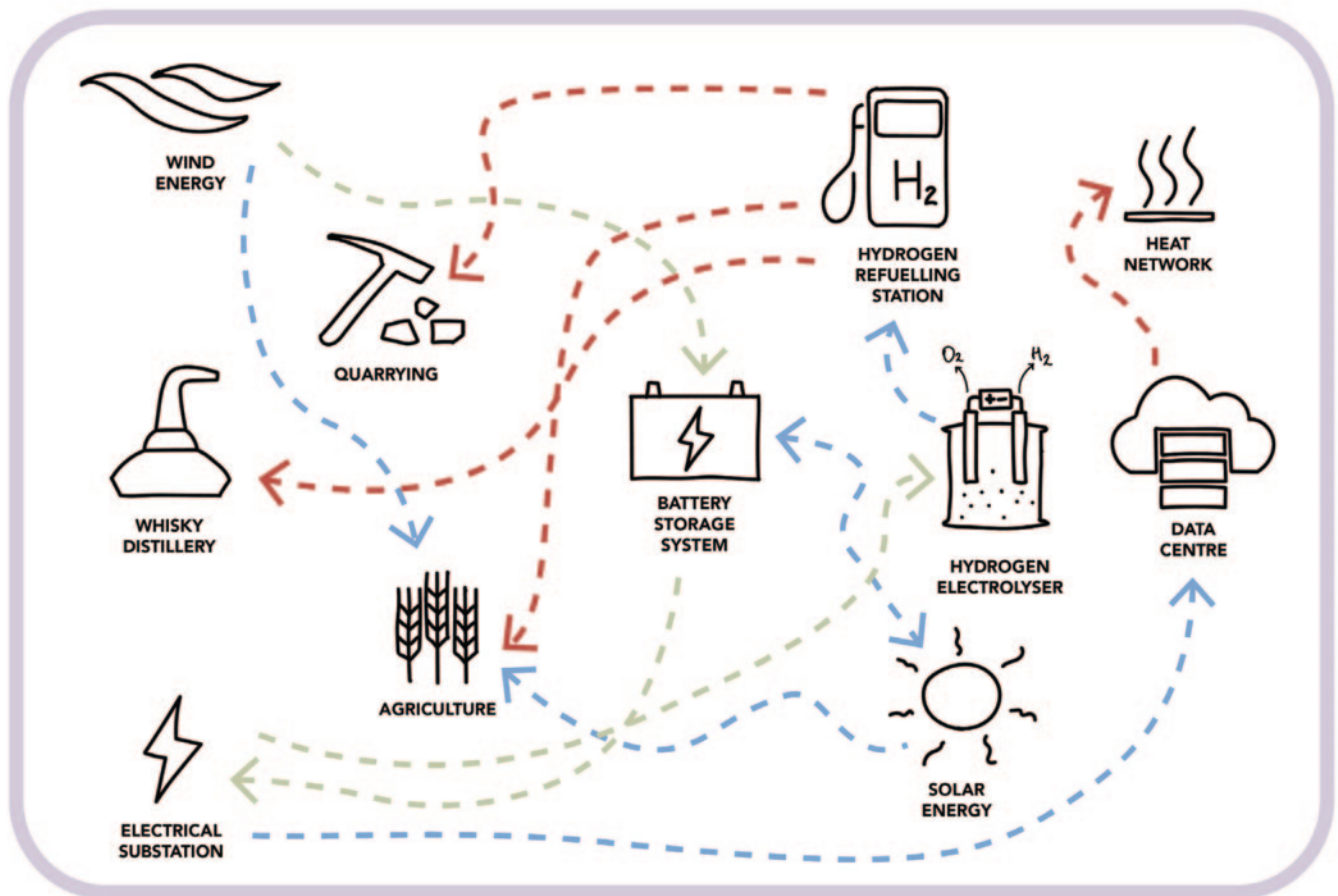 WIND
ENERGY
H2
HYDROGEN
REFUELLING
STATION
HEAT
NETWORK
QUARRYING
O2
H2
+-
WHISKY
DISTILLERY
BATTERY
STORAGE
SYSTEM
HYDROGEN
ELECTROLYSER
DATA
CENTRE
AGRICULTURE
SOLAR
ENERGY
ELECTRICAL
SUBSTATION